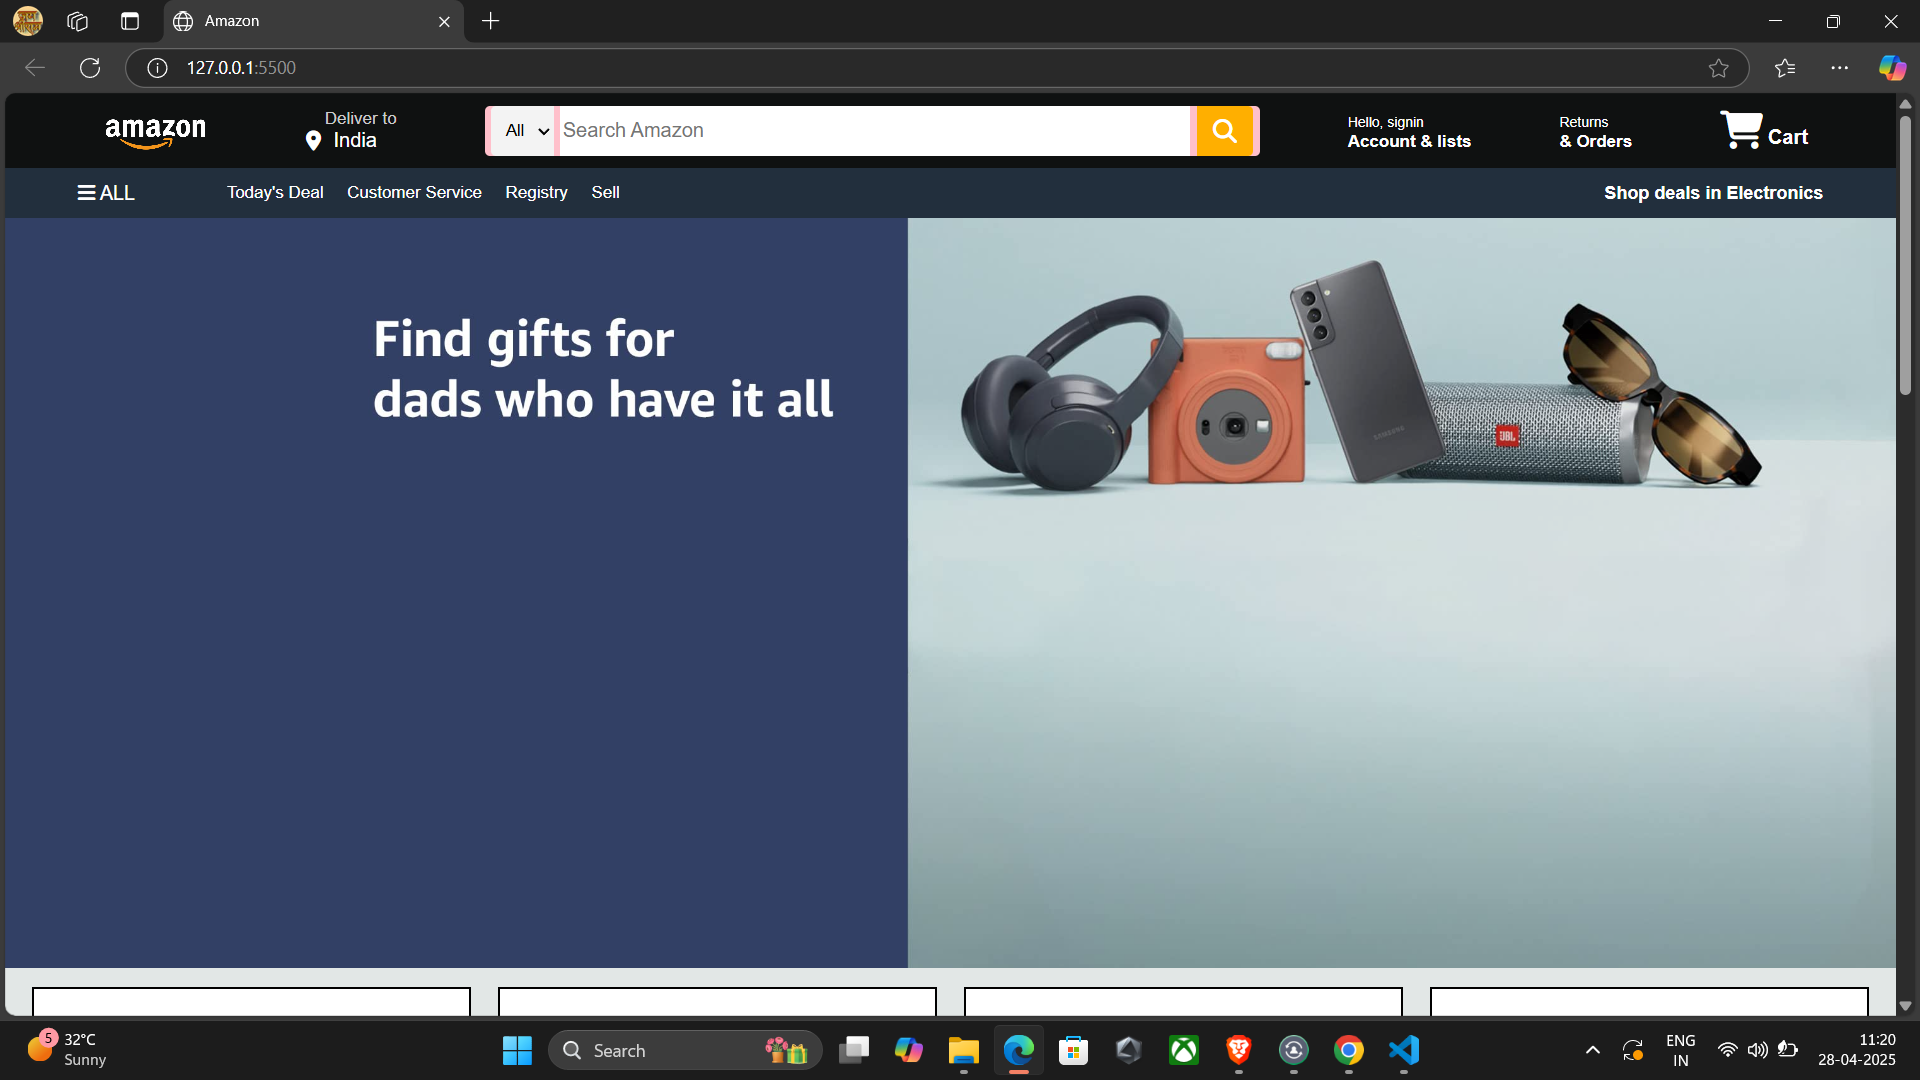 Amazon
127.0.0.1:5500
amazon
Deliver to
India
All
Search Amazon
Hello, signin
Account & lists
Returns
& Orders
Cart
ALL
Today's Deal
Customer Service
Registry
Sell
Shop deals in Electronics
Find gifts for
dads who have it all
SAMSUNG
JBL
5
32°C
Sunny
Search
ENG
IN
11:20
28-04-2025